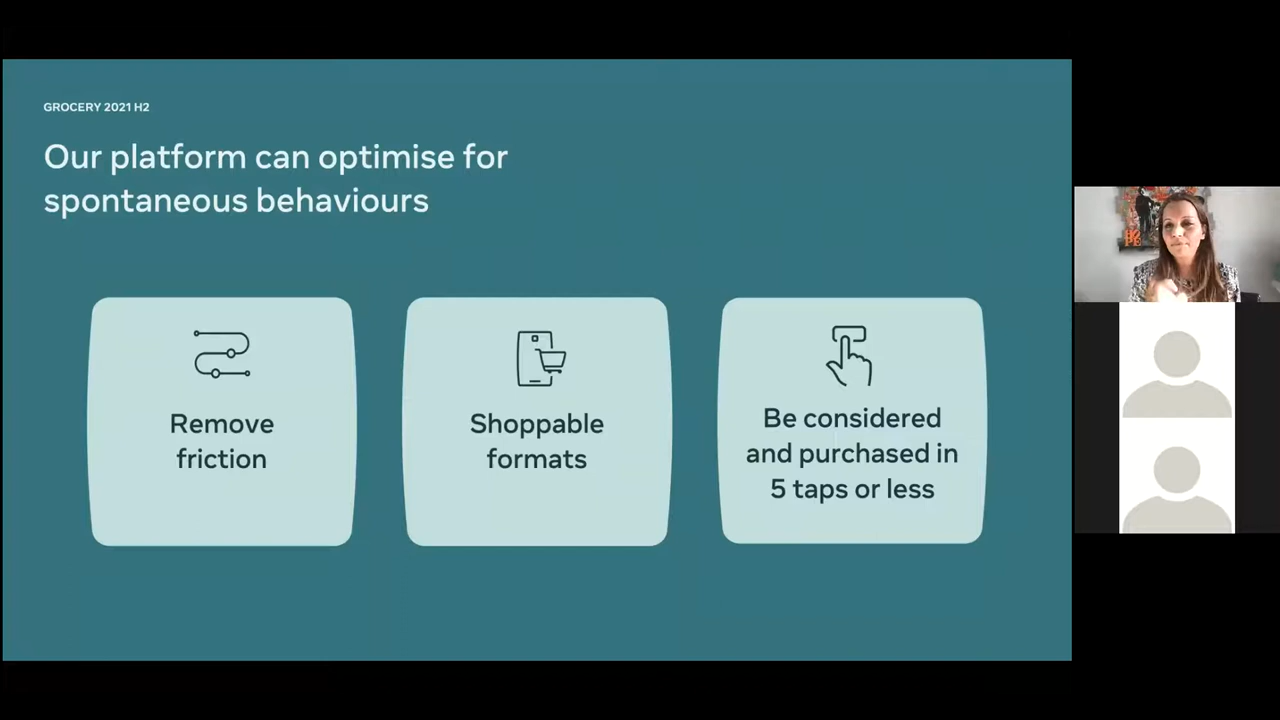 GROCERY 2021 H2
Our platform can optimise for
spontaneous behaviours
Remove
friction
Shoppable
formats
Be considered
and purchased in
5 taps or less